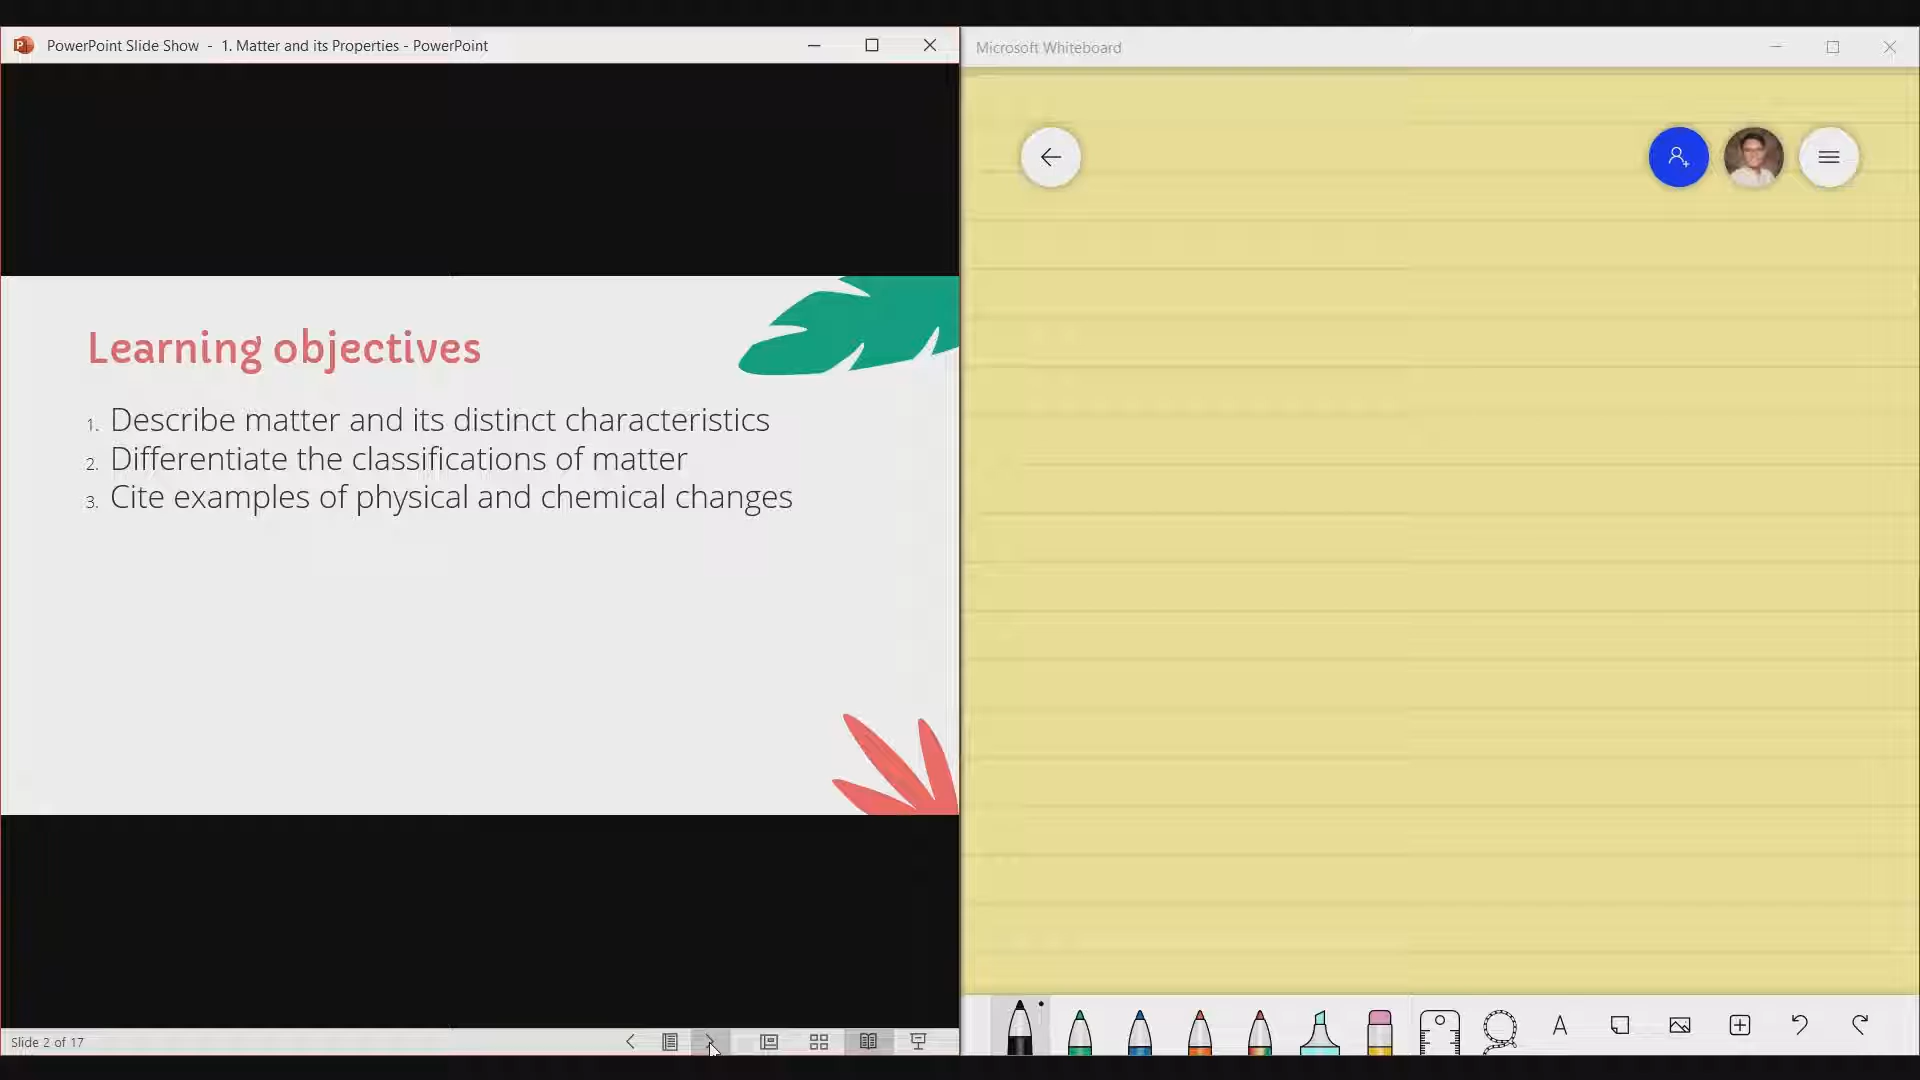 PowerPoint Slide Show - 1. Matter and its Properties - PowerPoint
Microsoft Whiteboard
Learning objectives
1. Describe matter and its distinct characteristics
2. Differentiate the classifications of matter
3. Cite examples of physical and chemical changes
Slide 2 of 17